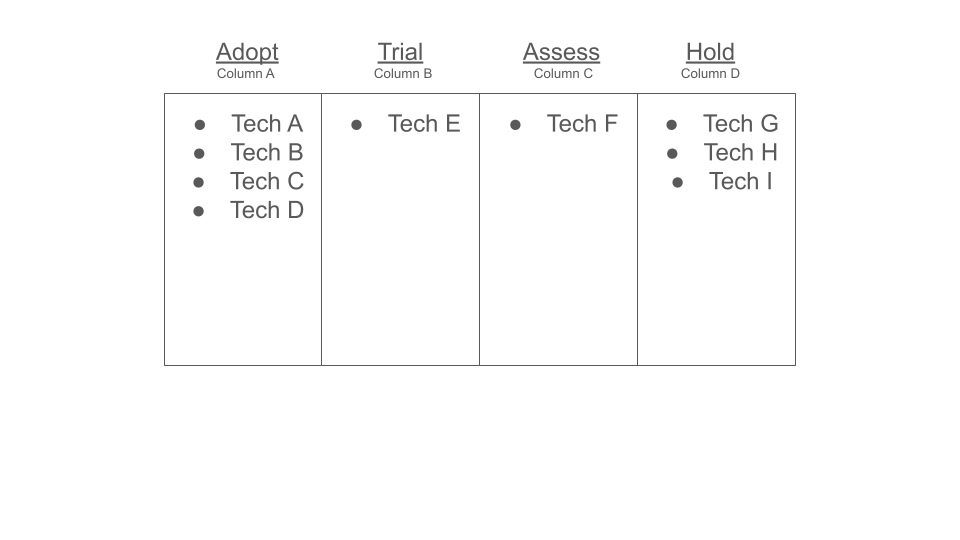 Adopt
Column A
Trial
Column B
Assess
Column C
Hold
Column D
● Tech A
● Tech B
● Tech C
● Tech D
● Tech E
● Tech F
● Tech G
● Tech H
● Tech I